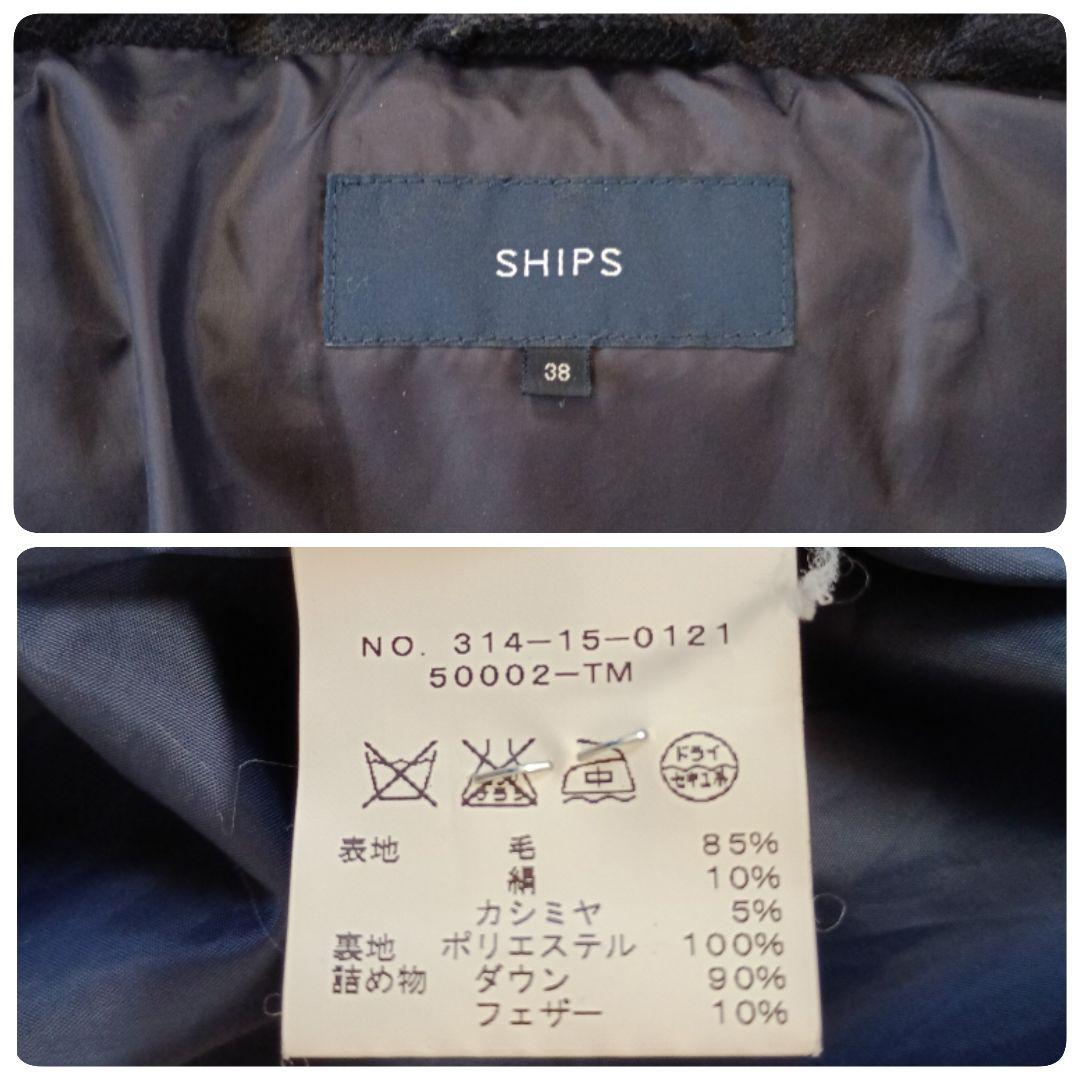 SHIPS
38
NO. 314-15-0121
50002-TM
中 ドライ
セキユ系
表地 毛 85%
絹 10%
カシミヤ 5%
裏地 ポリエステル 100%
詰め物 ダウン 90%
フェザー 10%